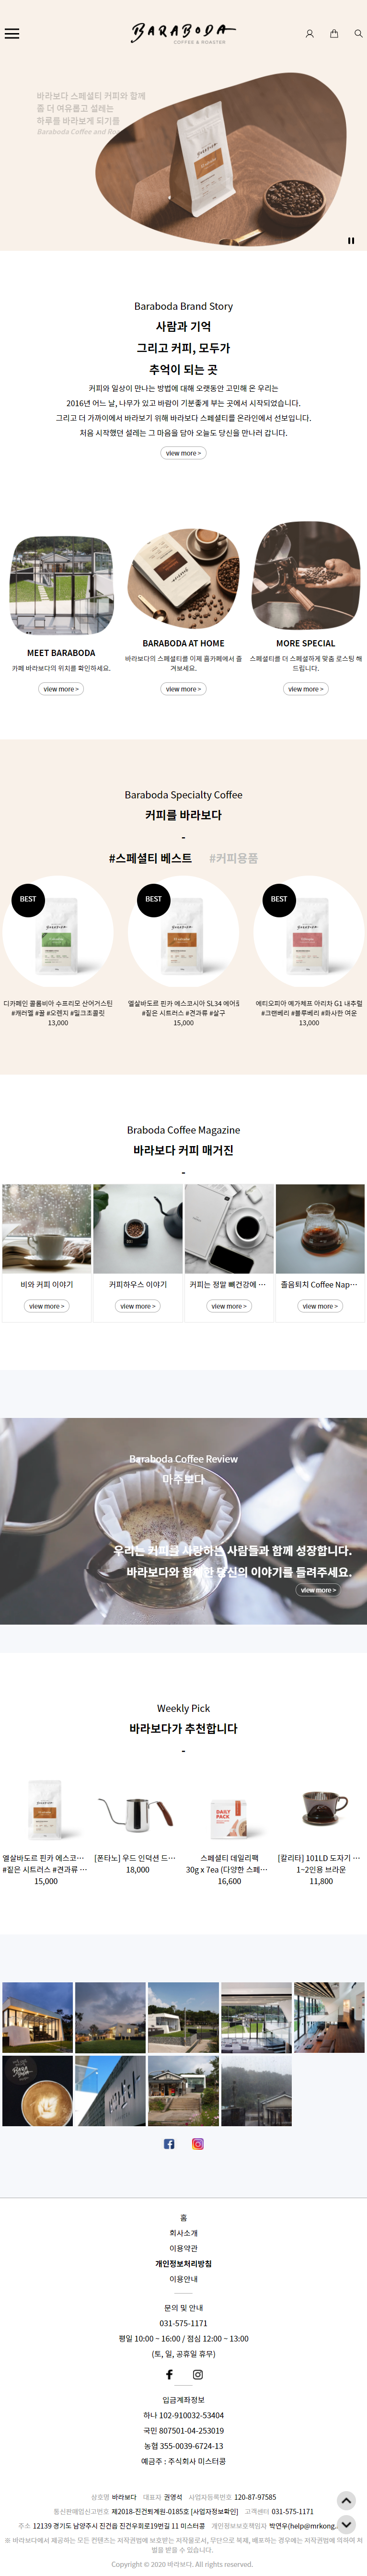 BARABODA
COFFEE & ROASTER
바라보다 스페셜티 커피와 함께
좀 더 여유롭고 설레는
하루를 바라보게 되기를
Baraboda Coffee and Ro
Baraboda Brand Story
사람과 기억
그리고 커피, 모두가
추억이 되는 곳
커피와 일상이 만나는 방법에 대해 오랫동안 고민해 온 우리는
2016년 어느 날, 나무가 있고 바람이 기분좋게 부는 곳에서 시작되었습니다.
그리고 더 가까이에서 바라보기 위해 바라보다 스페셜티를 온라인에서 선보입니다.
처음 시작했던 설레는 그 마음을 담아 오늘도 당신을 만나러 갑니다.
view more >
MEET BARABODA
카페 바라보다의 위치를 확인하세요.
view more >
BARABODA AT HOME
바라보다의 스페셜티를 이제 홈카페에서 즐
겨보세요.
view more >
MORE SPECIAL
스페셜티를 더 스페셜하게 맞춤 로스팅 해
드립니다.
view more >
Baraboda Specialty Coffee
커피를 바라보다
-
#스페셜티 베스트 #커피용품
BEST
디카페인 콜롬비아 수프리모 산어거스틴
#캐러멜 #꿀 #오렌지 #밀크초콜릿
13,000
BEST
엘살바도르 핀카 에스코시아 SL34 에어룸
#짙은 시트러스 #견과류 #살구
15,000
BEST
에티오피아 예가체프 아리차 G1 내추럴
#크랜베리 #블루베리 #화사한 여운
13,000
Braboda Coffee Magazine
바라보다 커피 매거진
-
비와 커피 이야기
view more >
커피하우스 이야기
view more >
커피는 정말 뼈건강에 …
view more >
졸음퇴치 Coffee Nap…
view more >
Baraboda Coffee Review
마주보다
우리는 커피를 사랑하는 사람들과 함께 성장합니다.
바라보다와 함께한 당신의 이야기를 들려주세요.
view more >
Weekly Pick
바라보다가 추천합니다
-
엘살바도르 핀카 에스코…
#짙은 시트러스 #견과류 …
15,000
[폰타노] 우드 인덕션 드…
18,000
DAILY
PACK
스페셜티 데일리팩
30g x 7ea (다양한 스페…
16,600
[칼리타] 101LD 도자기 …
1~2인용 브라운
11,800
홈
회사소개
이용약관
개인정보처리방침
이용안내
문의 및 안내
031-575-1171
평일 10:00 ~ 16:00 / 점심 12:00 ~ 13:00
(토, 일, 공휴일 휴무)
입금계좌정보
하나 102-910032-53404
국민 807501-04-253019
농협 355-0039-6724-13
예금주 : 주식회사 미스터콩
상호명 바라보다 대표자 권영석 사업자등록번호 120-87-97585
통신판매업신고번호 제2018-진건퇴계원-0185호 [사업자정보확인] 고객센터 031-575-1171
주소 12139 경기도 남양주시 진건읍 진건우회로19번길 11 미스터콩 개인정보보호책임자 박연우(help@mrkong.
※ 바라보다에서 제공하는 모든 컨텐츠는 저작권법에 보호받는 저작물로서, 무단으로 복제, 배포하는 경우에는 저작권법에 의하여 처
벌을 받을 수 있습니다.
Copyright © 2020 바라보다. All rights reserved.